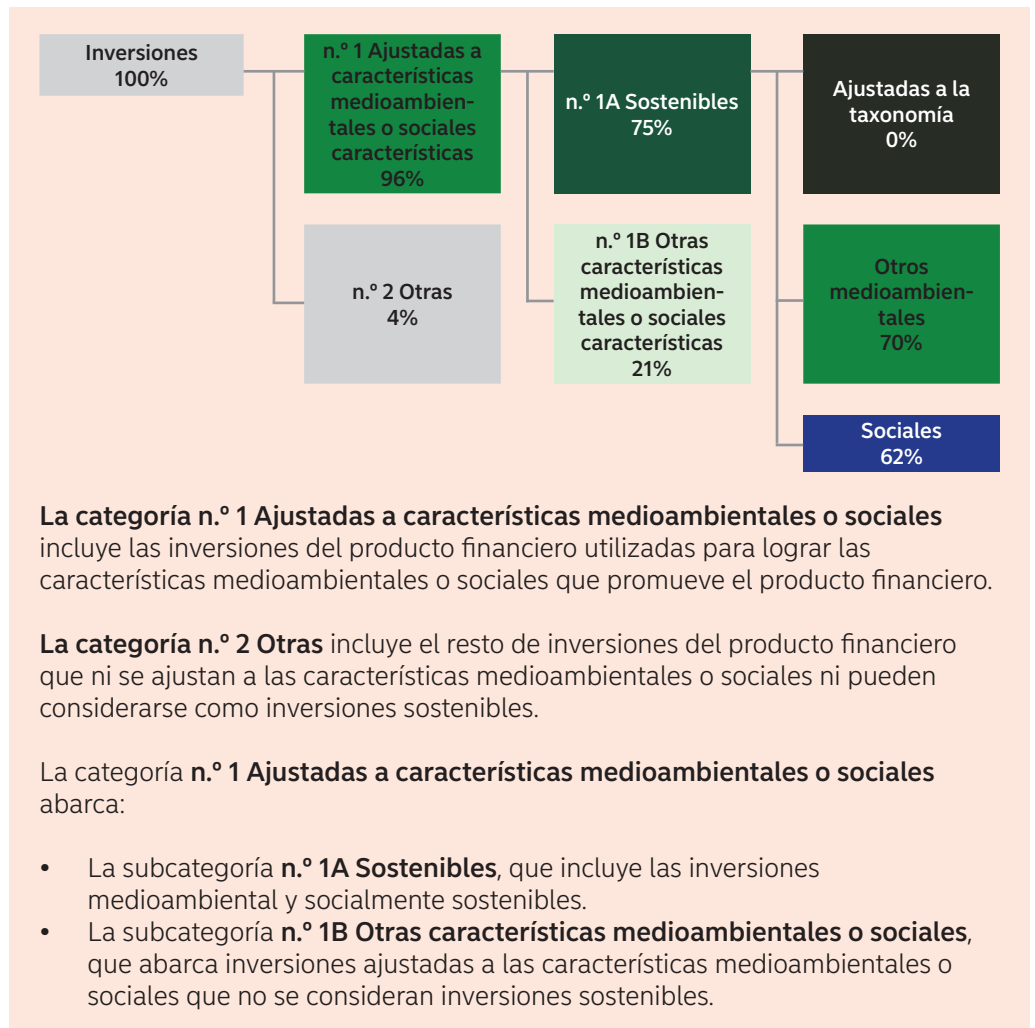 Inversiones
100%
n.º 1 Ajustadas a
características
medioambien-
tales o sociales
características
96%
n.º 2 Otras
4%
n.º 1A Sostenibles
75%
n.º 1B Otras
características
medioambien-
tales o sociales
características
21%
Ajustadas a la
taxonomía
0%
Otros
medioambien-
tales
70%
Sociales
62%
La categoría n.º 1 Ajustadas a características medioambientales o sociales
incluye las inversiones del producto financiero utilizadas para lograr las
características medioambientales o sociales que promueve el producto financiero.
La categoría n.º 2 Otras incluye el resto de inversiones del producto financiero
que ni se ajustan a las características medioambientales o sociales ni pueden
considerarse como inversiones sostenibles.
La categoría n.º 1 Ajustadas a características medioambientales o sociales
abarca:
• La subcategoría n.º 1A Sostenibles, que incluye las inversiones
medioambiental y socialmente sostenibles.
• La subcategoría n.º 1B Otras características medioambientales o sociales,
que abarca inversiones ajustadas a las características medioambientales o
sociales que no se consideran inversiones sostenibles.